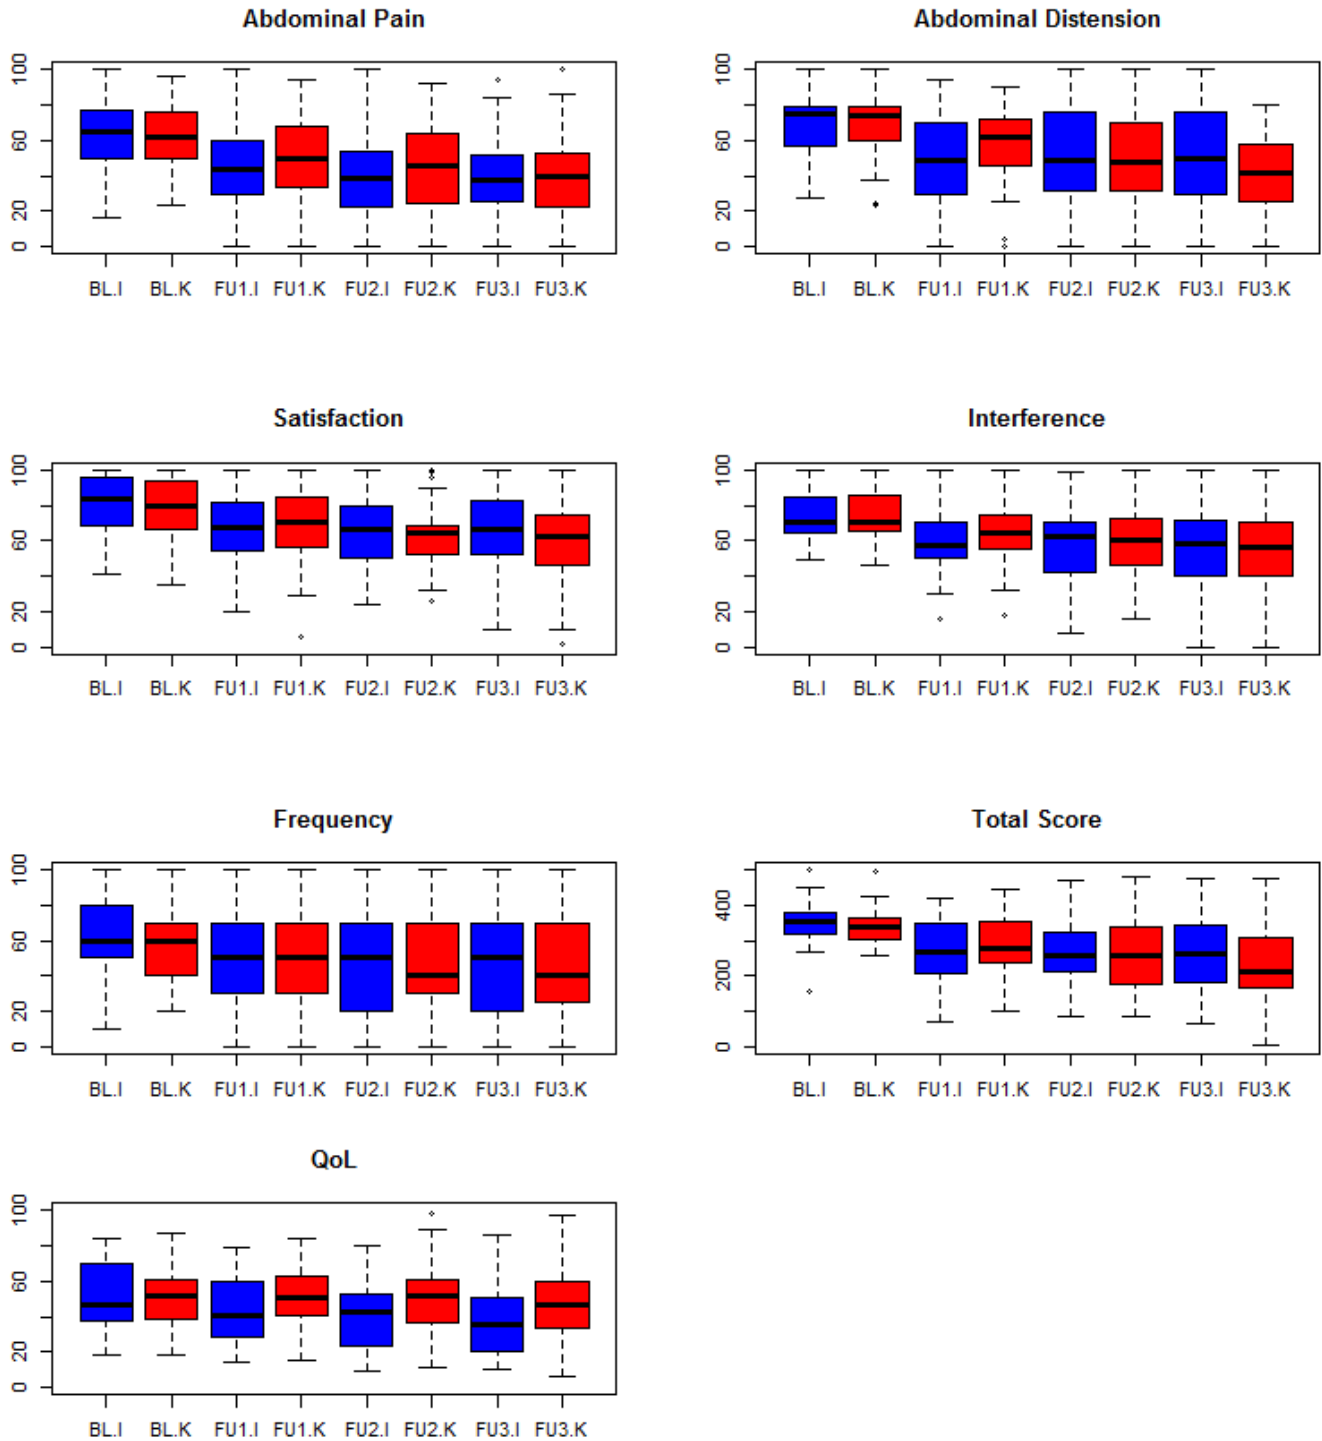 Abdominal Pain
0 20 60 100
BL.I BL.K FU1.I FU1.K FU2.I FU2.K FU3.I FU3.K
Abdominal Distension
0 20 60 100
BL.I BL.K FU1.I FU1.K FU2.I FU2.K FU3.I FU3.K
Satisfaction
0 20 60 100
BL.I BL.K FU1.I FU1.K FU2.I FU2.K FU3.I FU3.K
Interference
0 20 60 100
BL.I BL.K FU1.I FU1.K FU2.I FU2.K FU3.I FU3.K
Frequency
0 20 60 100
BL.I BL.K FU1.I FU1.K FU2.I FU2.K FU3.I FU3.K
Total Score
0 200 400
BL.I BL.K FU1.I FU1.K FU2.I FU2.K FU3.I FU3.K
QoL
0 20 60 100
BL.I BL.K FU1.I FU1.K FU2.I FU2.K FU3.I FU3.K